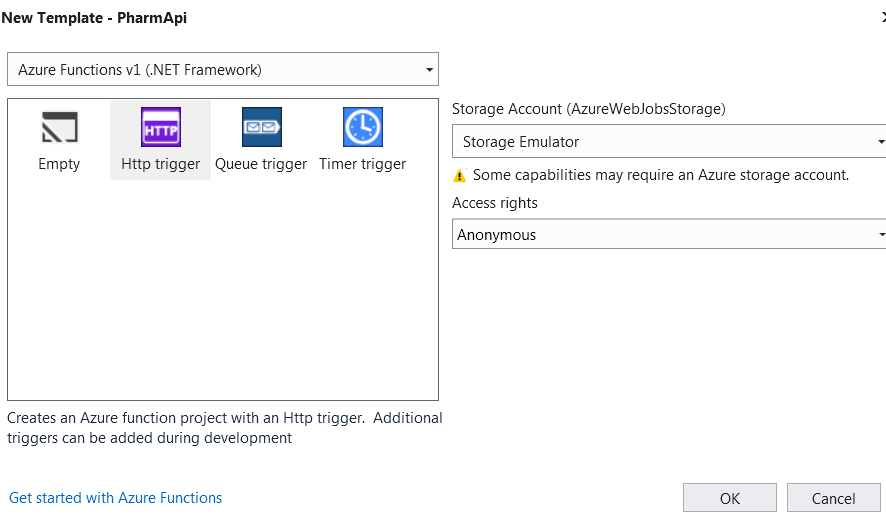 New Template - PharmApi
Azure Functions v1 (.NET Framework)
HTTP
Empty
Http trigger
Queue trigger
Timer trigger
Storage Account (AzureWebJobsStorage)
Storage Emulator
Some capabilities may require an Azure storage account.
Access rights
Anonymous
Creates an Azure function project with an Http trigger.  Additional
triggers can be added during development
Get started with Azure Functions
OK
Cancel